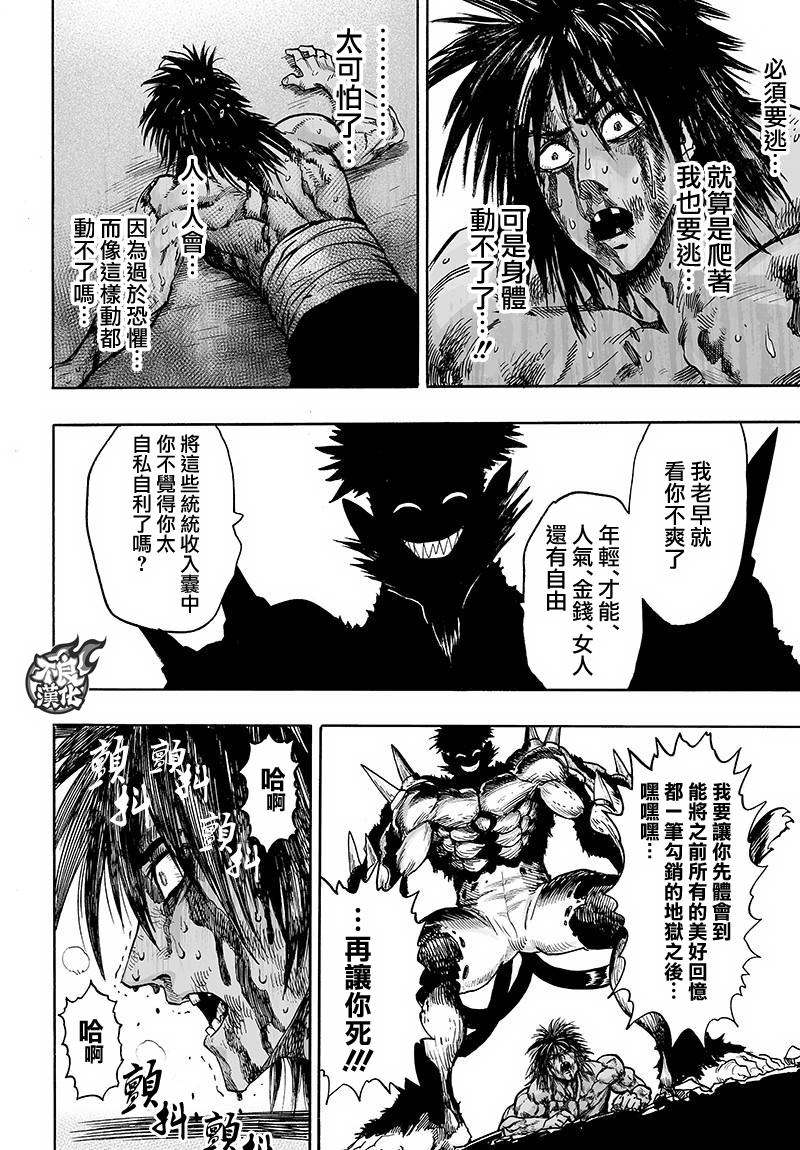 必須要逃…
就算是爬著
我也要逃…
可是身體
動不了了…!!
…………
太可怕了…
…
人…人會…
因為過於恐懼…
而像這樣動都
動不了嗎…
我老早就
看你不爽了
年輕、才能、
人氣、金錢、女人
還有自由
將這些統統收入囊中
你不覺得你太
自私自利了嗎?
我要讓你先體會到
能將之前所有的美好回憶
都一筆勾銷的地獄之後…
嘿嘿嘿…
…再讓你死!!!
哈啊
顫抖
顫抖
顫抖
哈啊
顫抖
顫抖
狼
漢化